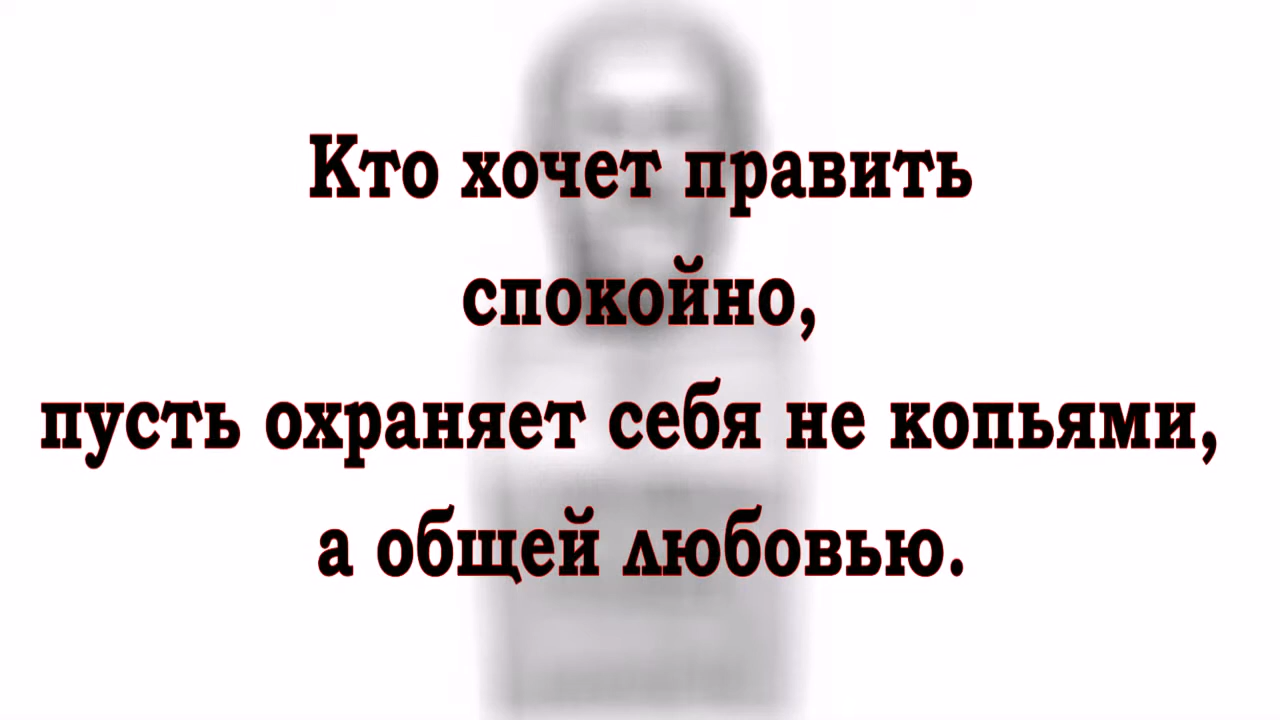 Кто хочет править
спокойно,
пусть охраняет себя не копьями,
а общей любовью.